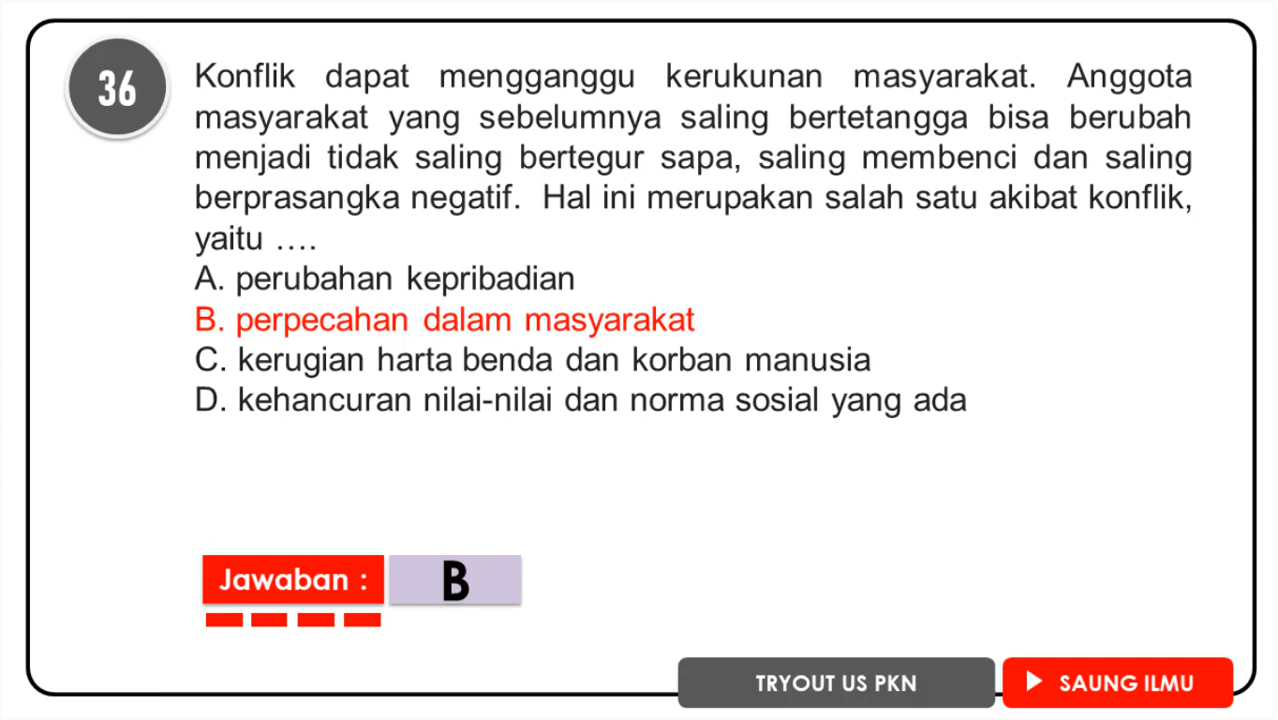 36
Konflik dapat mengganggu kerukunan masyarakat. Anggota
masyarakat yang sebelumnya saling bertetangga bisa berubah
menjadi tidak saling bertegur sapa, saling membenci dan saling
berprasangka negatif. Hal ini merupakan salah satu akibat konflik,
yaitu ....
A. perubahan kepribadian
B. perpecahan dalam masyarakat
C. kerugian harta benda dan korban manusia
D. kehancuran nilai-nilai dan norma sosial yang ada
Jawaban : B
TRYOUT US PKN
SAUNG ILMU